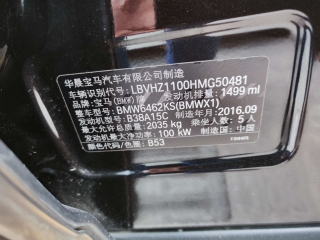 华晨宝马汽车有限公司制造
车辆识别代号: LBVHZ1100HMG50481
品牌: 宝马(BMW)牌 发动机排量: 1499 ml
整车型号: BMW6462KS(BMWX1)
发动机型号: B38A15C 制造年月: 2016.09
最大允许总质量: 2035 kg 乘坐人数: 5人
发动机最大净功率: 100 kW 制造国: 中国
颜色代号/色号: B53